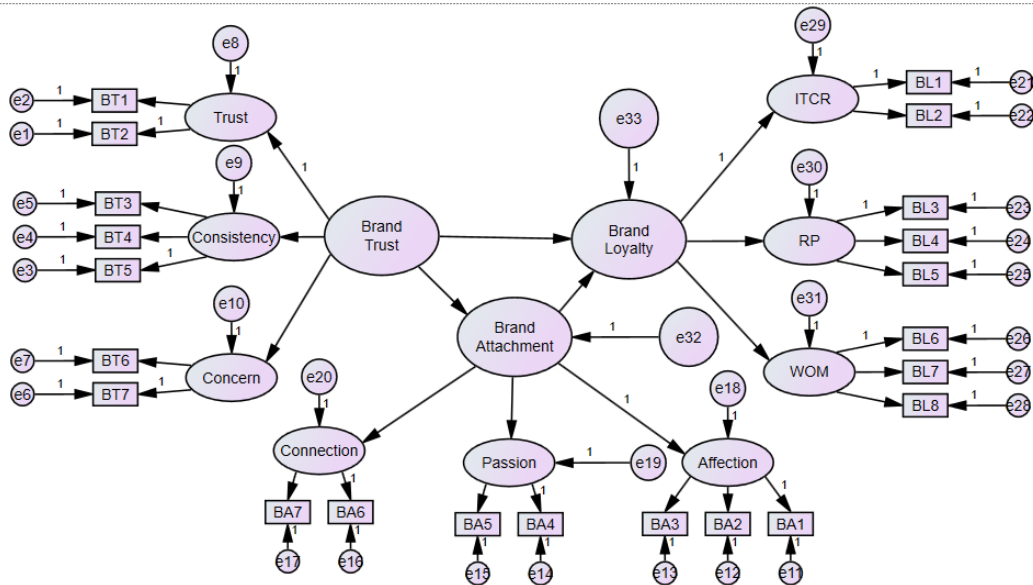 e29
e8
1
1
e2
1
BT1
1
ITCR
1
BL1
1
e21
Trust
e1
1
BT2
1
BL2
1
e22
e33
e9
1
1
1
e30
e5
1
BT3
1
1
BL3
1
e23
e4
1
BT4
Consistency
Brand
Trust
Brand
Loyalty
RP
BL4
1
e24
e3
1
BT5
1
BL5
1
e25
e10
e31
1
1
e7
1
BT6
Brand
Attachment
1
e32
1
BL6
1
e26
Concern
WOM
BL7
1
e27
e6
1
BT7
1
e20
e18
BL8
1
e28
1
1
1
Connection
Passion
1
e19
Affection
1
1
1
BA7
BA6
BA5
BA4
BA3
BA2
BA1
1
1
1
1
1
1
1
e17
e16
e15
e14
e13
e12
e11